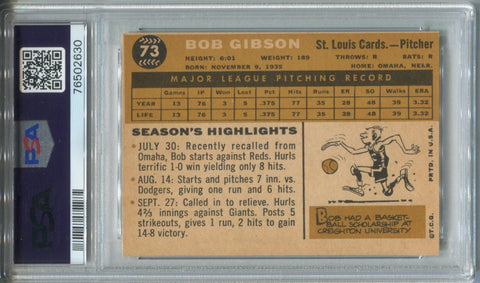 76502630
PSA
PSA
73
BOB GIBSON
St. Louis Cards.—Pitcher
HEIGHT: 6:01 WEIGHT: 189 THROWS: R BATS: R
BORN: NOVEMBER 9, 1935 HOME: OMAHA, NEBR.
MAJOR LEAGUE PITCHING RECORD
Games IP Won Lost Pct. Hits Runs ER SO BB ERA
YEAR 13 76 3 5 .375 77 35 28 48 39 3.32
LIFE 13 76 3 5 .375 77 35 28 48 39 3.32
SEASON'S HIGHLIGHTS
• JULY 30: Recently recalled from
Omaha, Bob starts against Reds. Hurls
terrific 1-0 win yielding only 8 hits.
• AUG. 14: Starts and pitches 7 inn. vs.
Dodgers, giving one run and 6 hits.
• SEPT. 27: Called in to relieve. Hurls
4⅔ innings against Giants. Posts 5
strikeouts, gives 1 run, 2 hits to gain
14-8 victory.
BOB HAD A BASKET-
BALL SCHOLARSHIP AT
CREIGHTON UNIVERSITY
©T.C.G. PRTD. IN U.S.A.